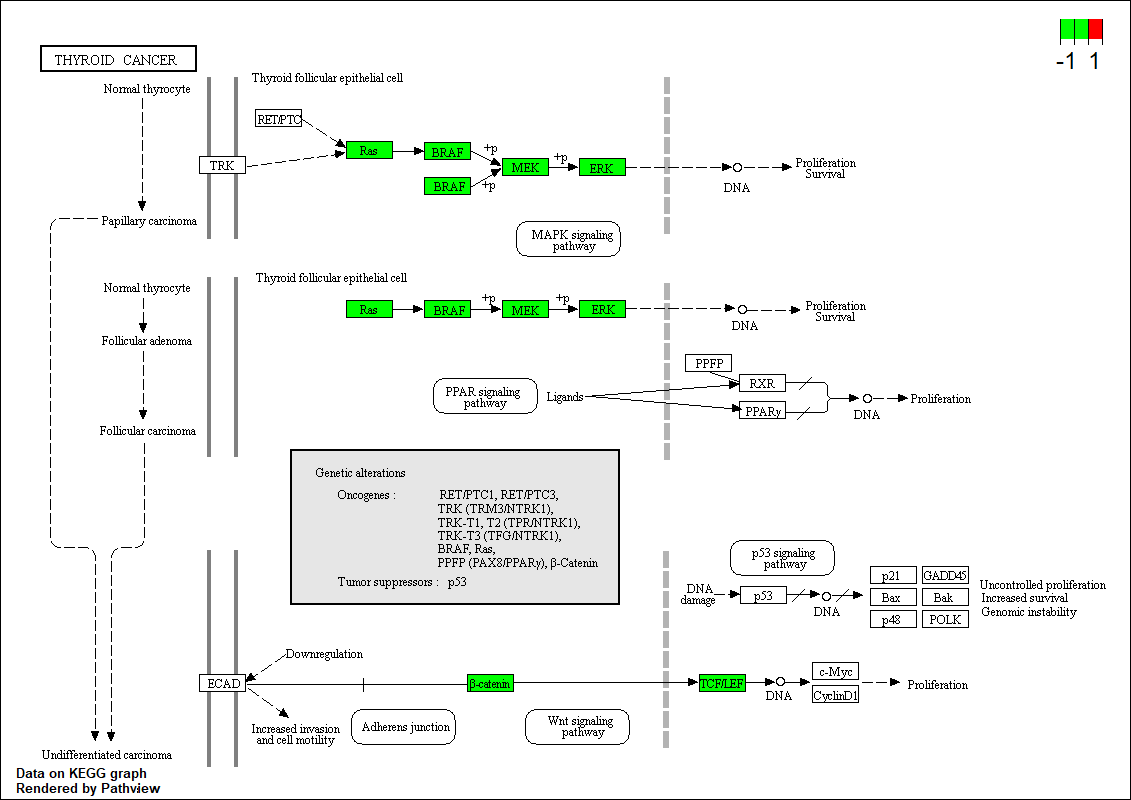 -1 1
THYROID CANCER
Normal thyrocyte
Papillary carcinoma
Thyroid follicular epithelial cell
RET/PTC
TRK
Ras
BRAF
+p
BRAF
+p
MEK
+p
ERK
DNA
Proliferation
Survival
MAPK signaling
pathway
Normal thyrocyte
Follicular adenoma
Follicular carcinoma
Thyroid follicular epithelial cell
Ras
BRAF
+p
MEK
+p
ERK
DNA
Proliferation
Survival
PPAR signaling
pathway
Ligands
PPFP
RXR
PPARγ
DNA
Proliferation
Genetic alterations
Oncogenes :
RET/PTC1, RET/PTC3,
TRK (TRM3/NTRK1),
TRK-T1, T2 (TPR/NTRK1),
TRK-T3 (TFG/NTRK1),
BRAF, Ras,
PPFP (PAX8/PPARγ), β-Catenin
Tumor suppressors : p53
p53 signaling
pathway
DNA
damage
p53
DNA
p21
GADD45
Bax
Bak
p48
POLK
Uncontrolled proliferation
Increased survival
Genomic instability
Downregulation
ECAD
Increased invasion
and cell motility
Adherens junction
β-catenin
Wnt signaling
pathway
TCF/LEF
DNA
c-Myc
CyclinD1
Proliferation
Undifferentiated carcinoma
Data on KEGG graph
Rendered by Pathview